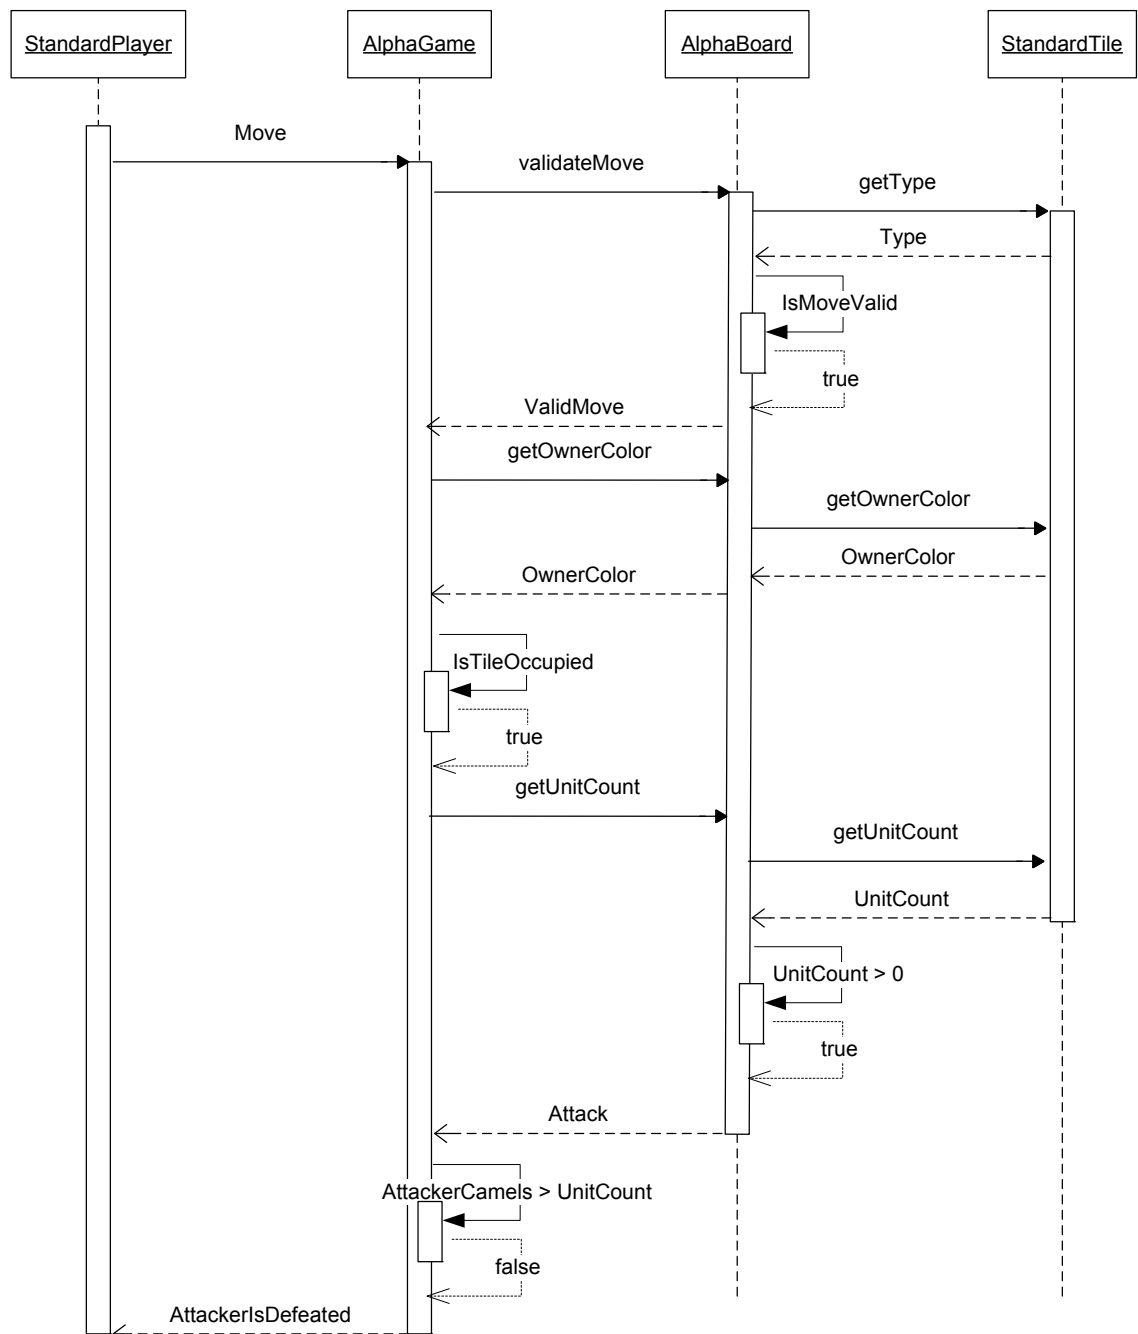 StandardPlayer
AlphaGame
AlphaBoard
StandardTile
Move
validateMove
getType
Type
IsMoveValid
true
ValidMove
getOwnerColor
getOwnerColor
OwnerColor
OwnerColor
IsTileOccupied
true
getUnitCount
getUnitCount
UnitCount
UnitCount > 0
true
Attack
AttackerCamels > UnitCount
false
AttackerIsDefeated